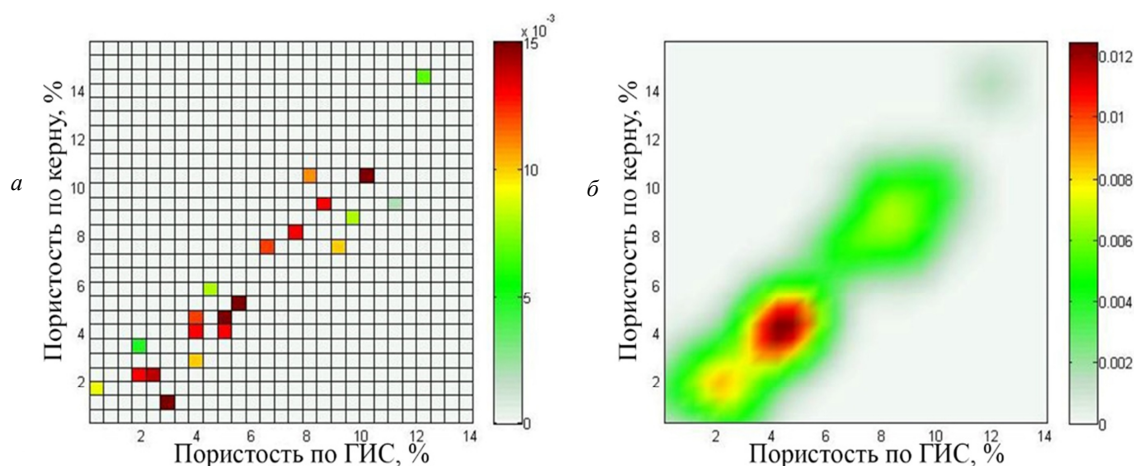 а
Пористость по керну, %
14
12
10
8
6
4
2
2 4 6 8 10 12 14
Пористость по ГИС, %
x 10-3
15
10
5
0
б
Пористость по керну, %
14
12
10
8
6
4
2
2 4 6 8 10 12 14
Пористость по ГИС, %
0.012
0.01
0.008
0.006
0.004
0.002
0